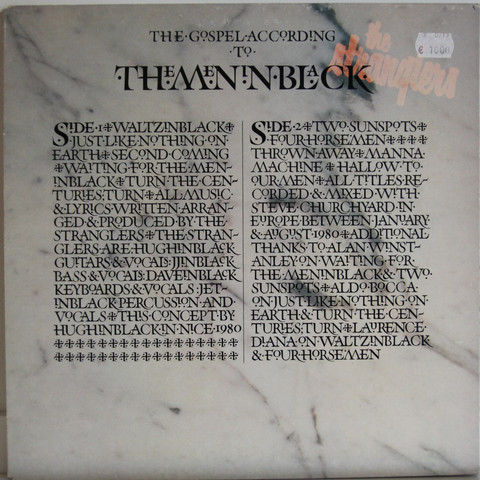 THE·GOSPEL·ACCORDING
·TO·
·THEMENINBLACK·
the
stranglers
€ 10.00
SIDE·1✤WALTZINBLACK✤
·JUST·LIKE·NOTHING·ON·
EARTH✤SECOND·COMING
✤WAITING·FOR·THE·MEN-
INBLACK✤TURN·THE·CEN-
TURIES·TURN✤ALL·MUSIC·
&·LYRICS·WRITTEN·ARRAN-
GED·&·PRODUCED·BY·THE·
STRANGLERS✤THE·STRAN-
GLERS·ARE·HUGHINBLACK·
GUITARS·&·VOCALS·JJINBLACK
BASS·&·VOCALS·DAVEINBLACK·
KEYBOARDS·&·VOCALS·JET-
INBLACK·PERCUSSION·AND·
VOCALS✤THIS·CONCEPT·BY·
HUGHINBLACK·IN·NICE·1980
SIDE·2✤TWO·SUNSPOTS✤
·FOURHORSEMEN✤✤✤✤
THROWN·AWAY✤MANNA·
MACHINE✤HALLOW·TO·
OUR·MEN✤ALL·TITLES·RE-
CORDED·&·MIXED·WITH·
STEVE·CHURCHYARD·IN·
EUROPE·BETWEEN·JANUARY·
&·AUGUST·1980✤ADDITIONAL
THANKS·TO·ALAN·WINST-
ANLEY·ON·WAITING·FOR·
THE·MENINBLACK·&·TWO·
SUNSPOTS✤ALDO·BOCCA·
·ON·JUST·LIKE·NOTHING·ON·
EARTH·&·TURN·THE·CEN-
TURIES·TURN✤LAURENCE·
DIANA·ON·WALTZINBLACK
&·FOURHORSEMEN